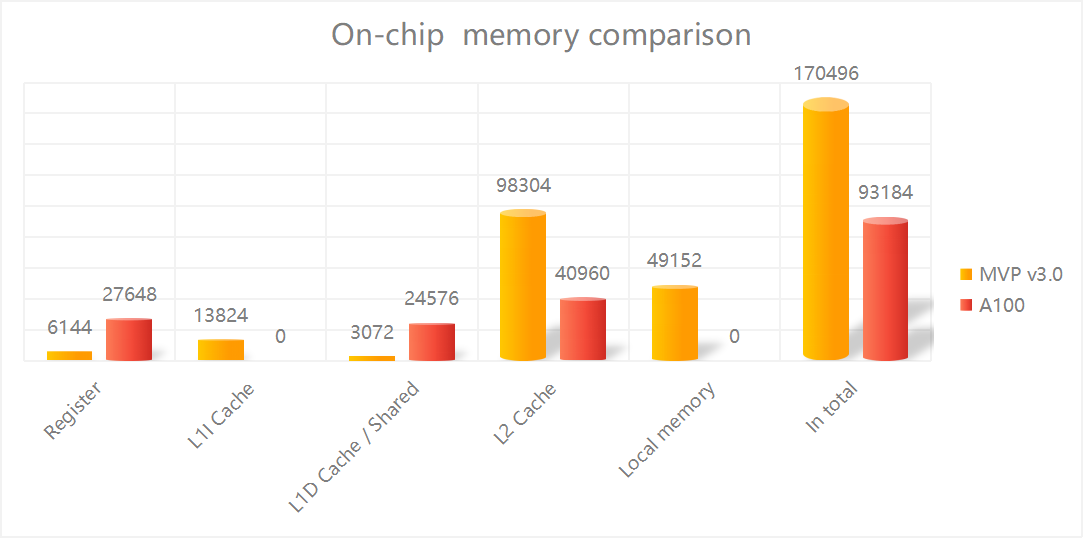 On-chip  memory comparison
170496
98304
93184
49152
40960
27648
24576
13824
6144
3072
0
0
MVP v3.0
A100
Register
L1I Cache
L1D Cache / Shared
L2 Cache
Local memory
In total